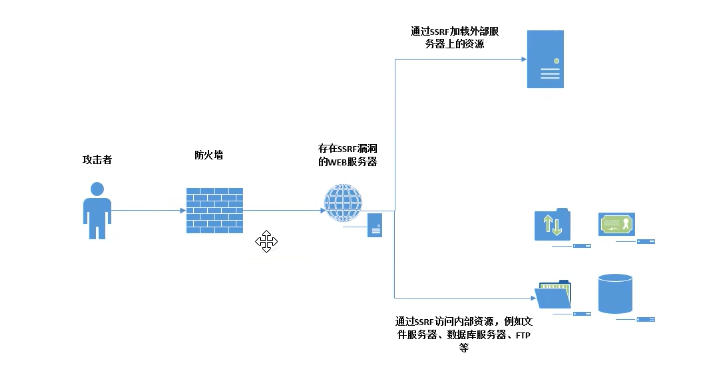 通过SSRF加载外部服
务器上的资源
攻击者
防火墙
存在SSRF漏洞
的WEB服务器
通过SSRF访问内部资源，例如文
件服务器、数据库服务器、FTP
等